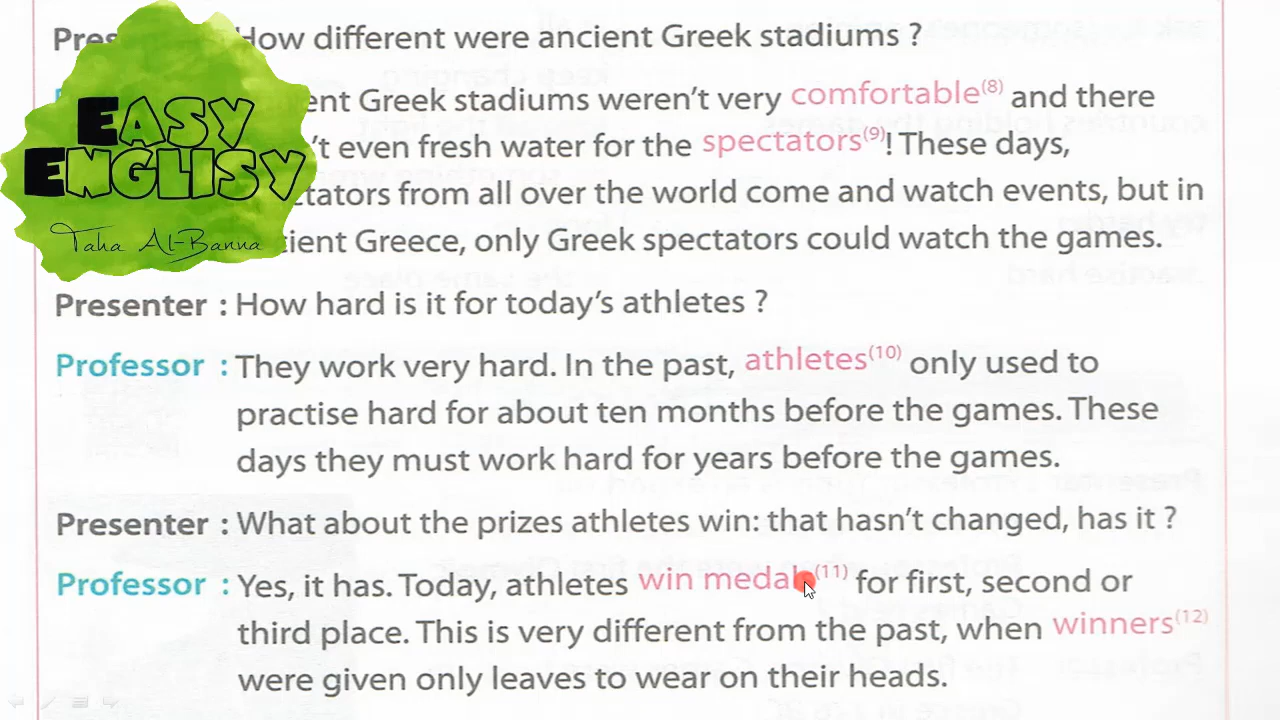 How different were ancient Greek stadiums ?
Greek stadiums weren't very comfortable(8) and there
even fresh water for the spectators(9)! These days,
from all over the world come and watch events, but in
Greece, only Greek spectators could watch the games.
EASY
ENGLISY
Taha Al-Banna
Presenter : How hard is it for today's athletes ?
Professor : They work very hard. In the past, athletes(10) only used to
practise hard for about ten months before the games. These
days they must work hard for years before the games.
Presenter : What about the prizes athletes win: that hasn't changed, has it ?
Professor : Yes, it has. Today, athletes win (11) for first, second or
third place. This is very different from the past, when winners(12)
were given only leaves to wear on their heads.